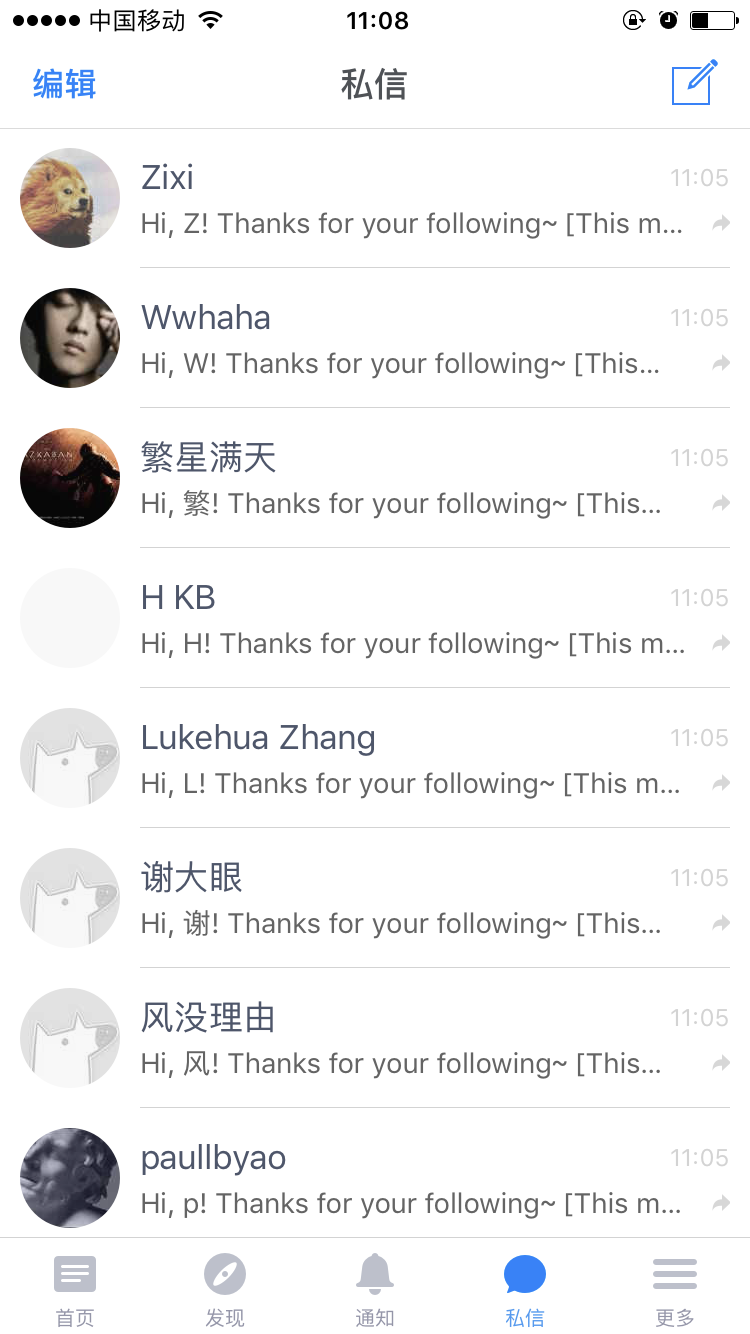 中国移动 11:08
编辑 私信
Zixi 11:05
Hi, Z! Thanks for your following~ [This m...
Wwhaha 11:05
Hi, W! Thanks for your following~ [This...
AZKABAN
繁星满天 11:05
Hi, 繁! Thanks for your following~ [This...
H KB 11:05
Hi, H! Thanks for your following~ [This m...
Lukehua Zhang 11:05
Hi, L! Thanks for your following~ [This m...
谢大眼 11:05
Hi, 谢! Thanks for your following~ [This...
风没理由 11:05
Hi, 风! Thanks for your following~ [This...
paullbyao 11:05
Hi, p! Thanks for your following~ [This m...
首页 发现 通知 私信 更多